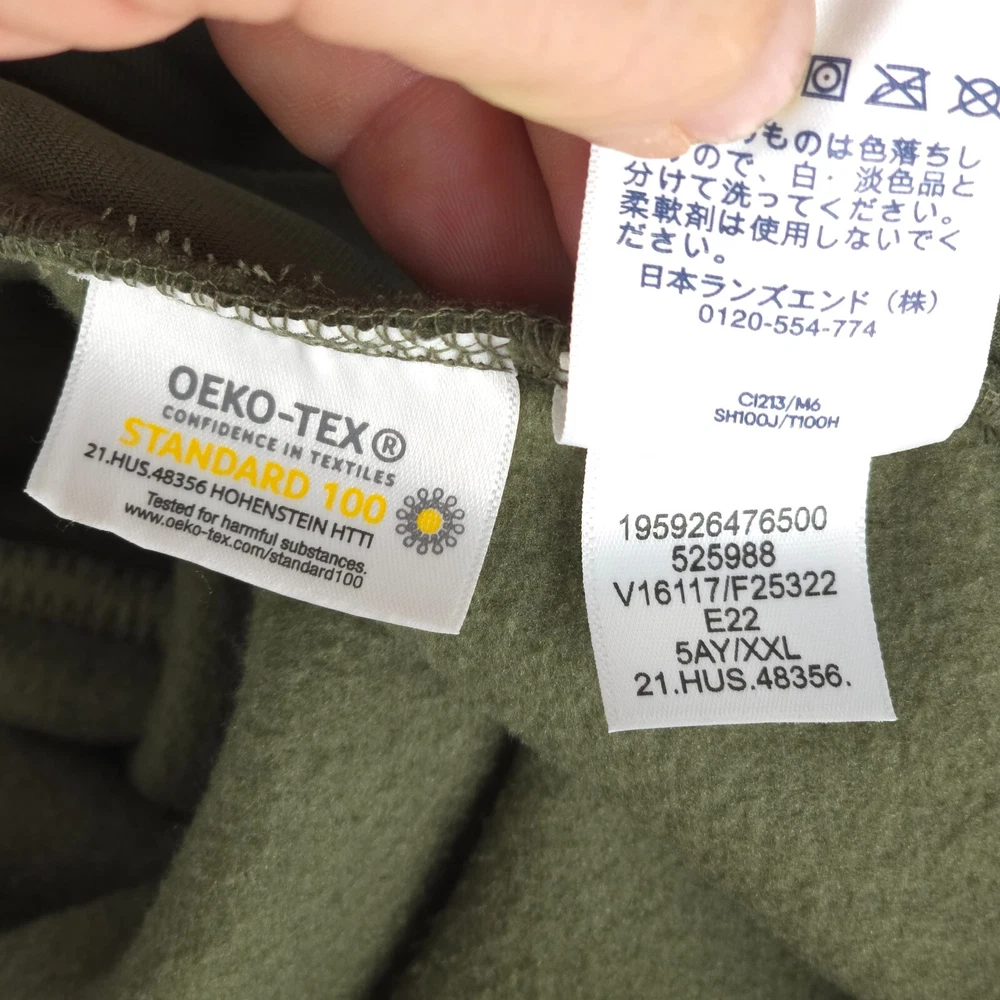 OEKO-TEX®
CONFIDENCE IN TEXTILES
STANDARD 100
21.HUS.48356 HOHENSTEIN HTTI
Tested for harmful substances.
www.oeko-tex.com/standard100
ものは色落ちし
ので、白・淡色品と
分けて洗ってください。
柔軟剤は使用しないでく
ださい。
日本ランズエンド（株）
0120-554-774
CI213/M6
SH100J/T100H
195926476500
525988
V16117/F25322
E22
5AY/XXL
21.HUS.48356.